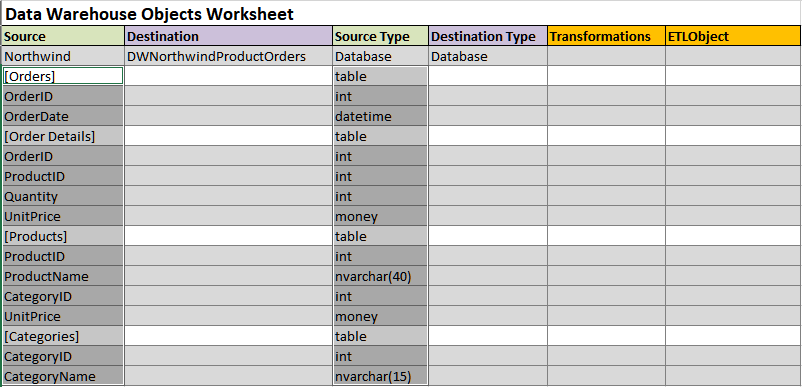 Data Warehouse Objects Worksheet
Source Destination Source Type Destination Type Transformations ETLObject
Northwind DWNorthwindProductOrders Database Database
[Orders] table
OrderID int
OrderDate datetime
[Order Details] table
OrderID int
ProductID int
Quantity int
UnitPrice money
[Products] table
ProductID int
ProductName nvarchar(40)
CategoryID int
UnitPrice money
[Categories] table
CategoryID int
CategoryName nvarchar(15)